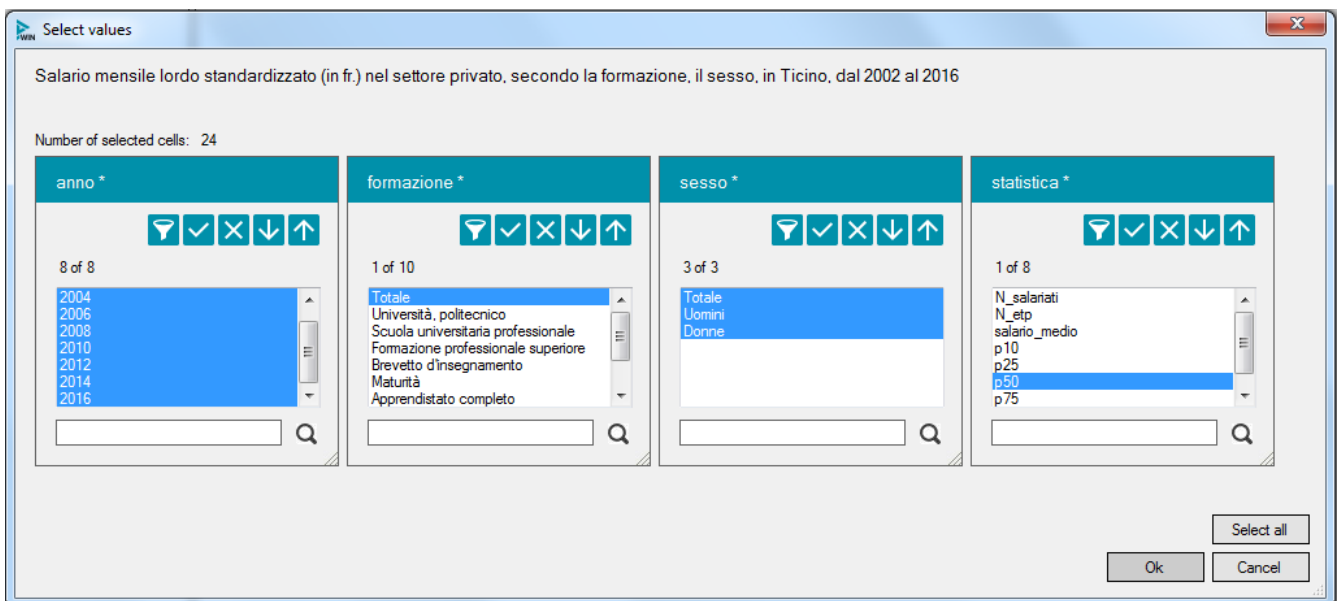 WIN Select values
Salario mensile lordo standardizzato (in fr.) nel settore privato, secondo la formazione, il sesso, in Ticino, dal 2002 al 2016
Number of selected cells: 24
anno *
8 of 8
2004
2006
2008
2010
2012
2014
2016
formazione *
1 of 10
Totale
Università, politecnico
Scuola universitaria professionale
Formazione professionale superiore
Brevetto d'insegnamento
Maturità
Apprendistato completo
sesso *
3 of 3
Totale
Uomini
Donne
statistica *
1 of 8
N_salariati
N_etp
salario_medio
p10
p25
p50
p75
Select all
Ok Cancel